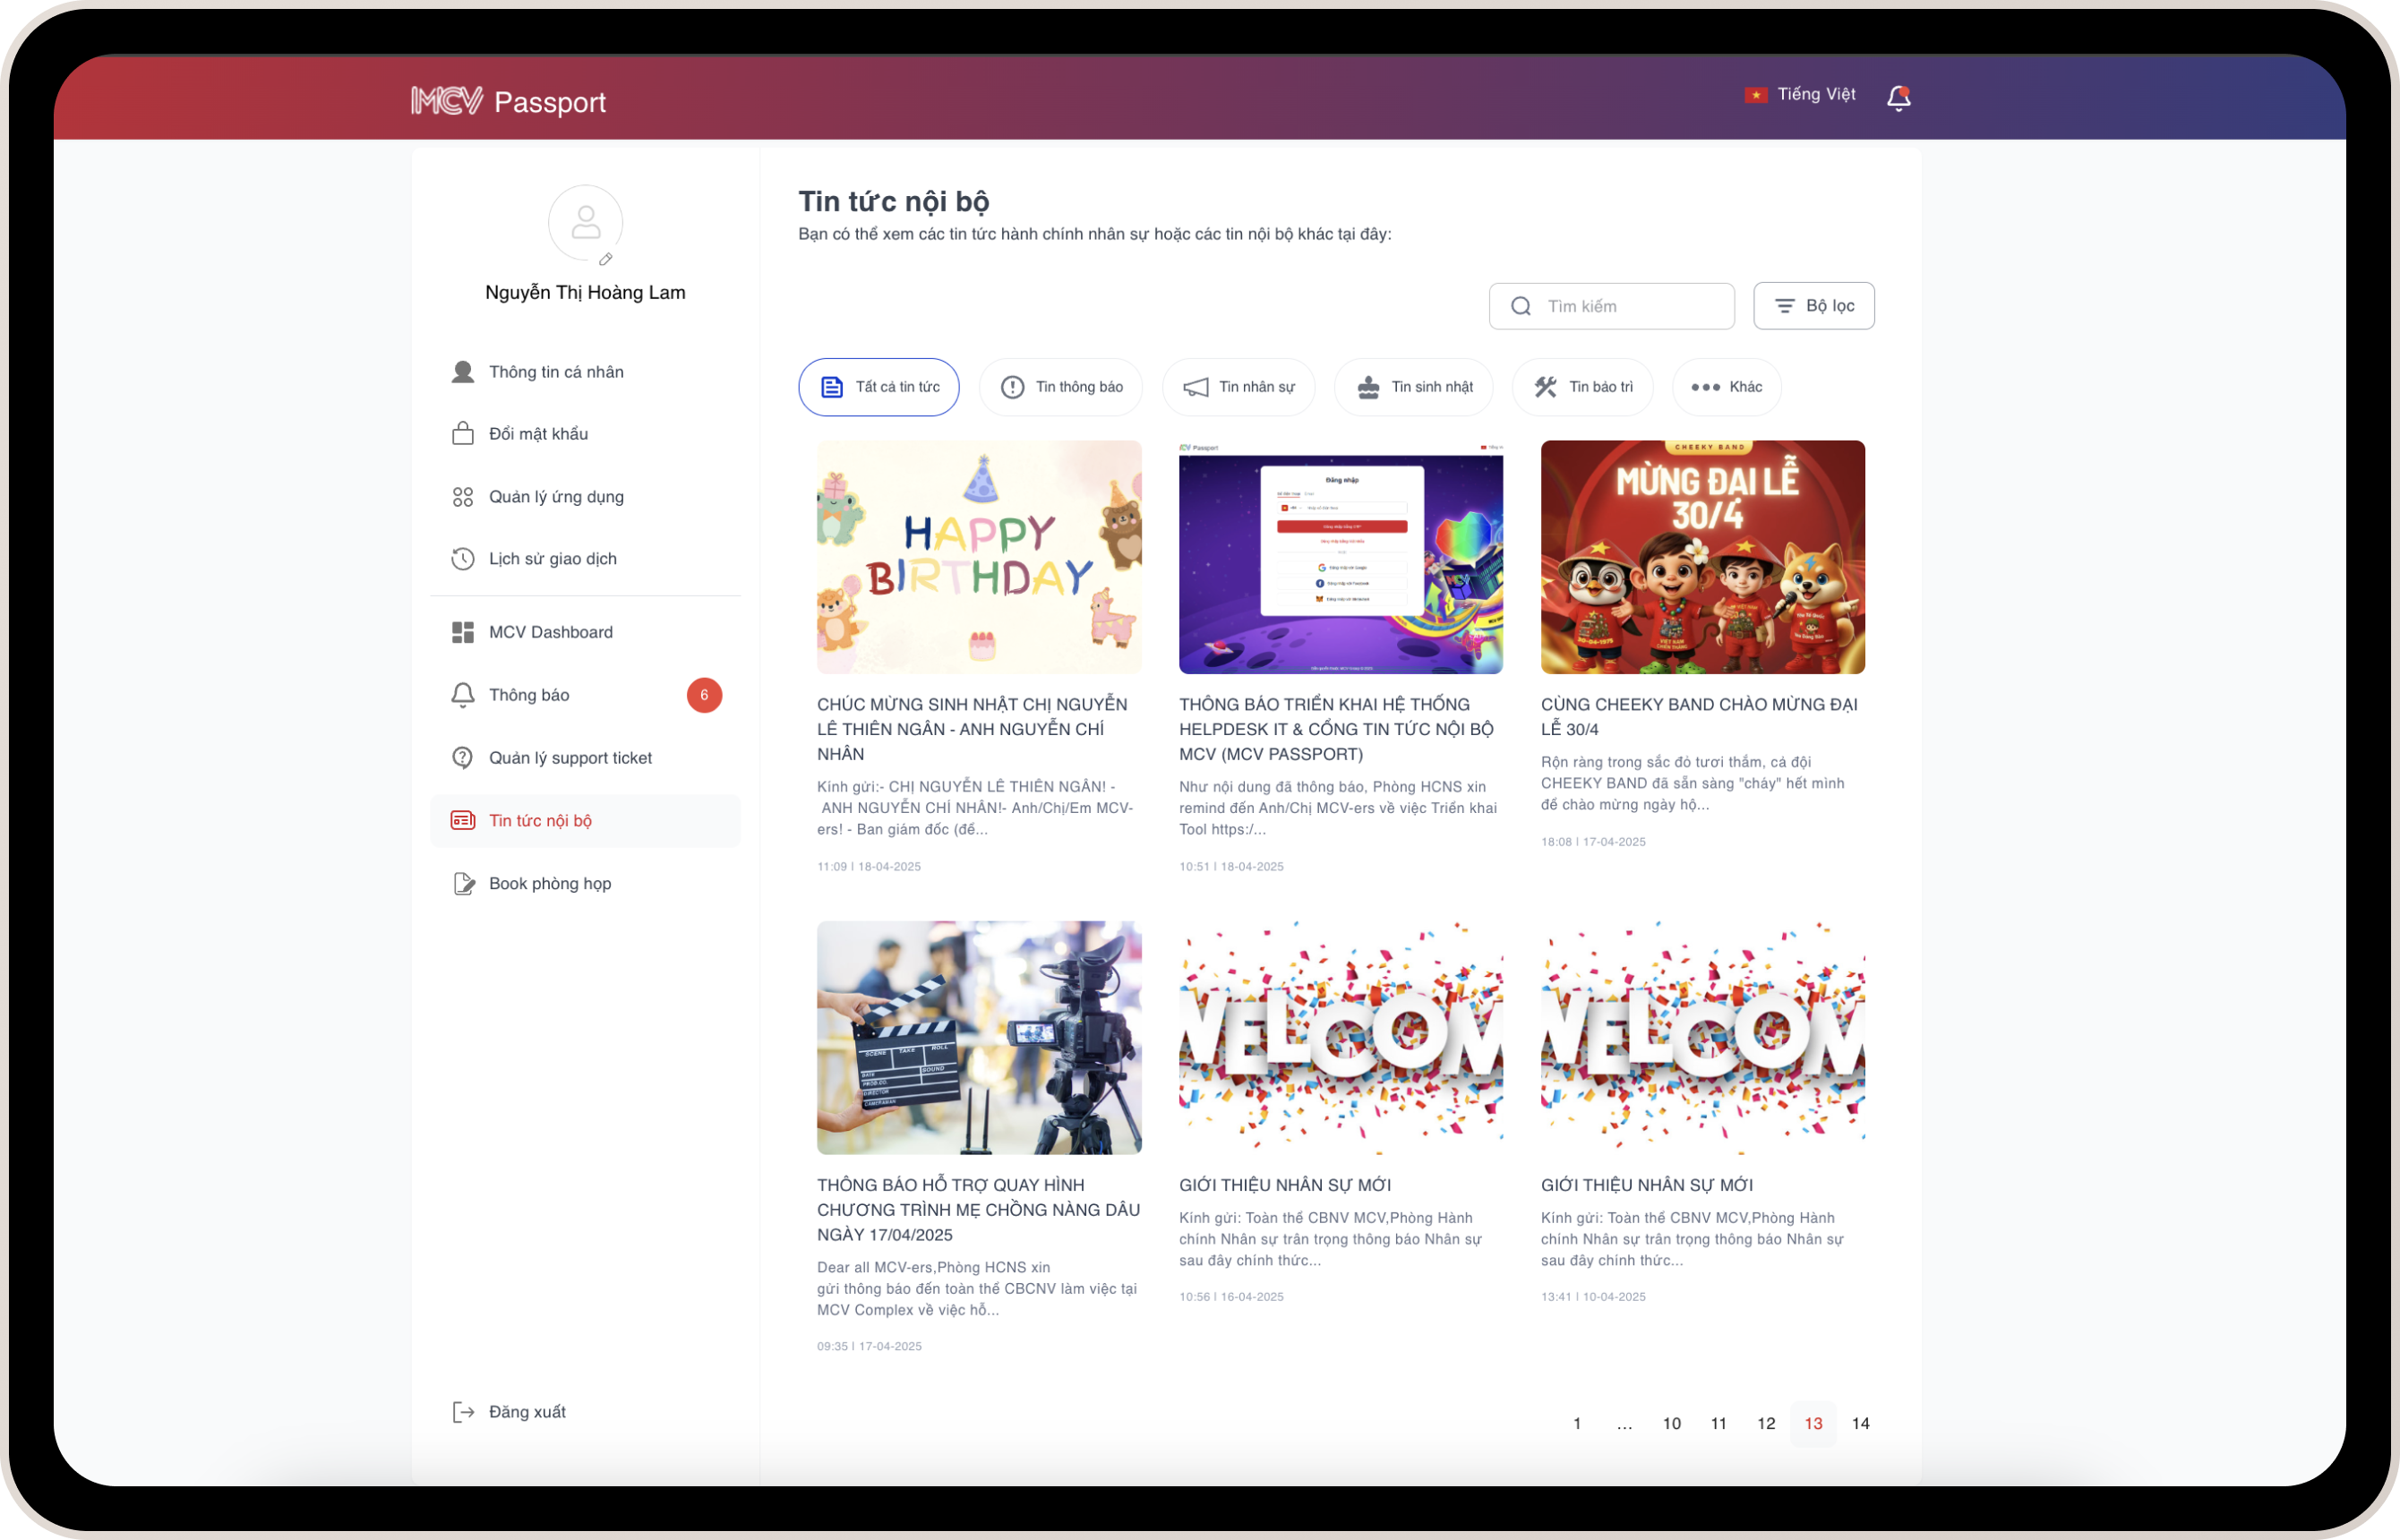 MCV Passport
Tiếng Việt
Nguyễn Thị Hoàng Lam
Thông tin cá nhân
Đổi mật khẩu
Quản lý ứng dụng
Lịch sử giao dịch
MCV Dashboard
Thông báo
6
Quản lý support ticket
Tin tức nội bộ
Book phòng họp
Đăng xuất
Tin tức nội bộ
Bạn có thể xem các tin tức hành chính nhân sự hoặc các tin nội bộ khác tại đây:
Tìm kiếm
Bộ lọc
Tất cả tin tức
Tin thông báo
Tin nhân sự
Tin sinh nhật
Tin bảo trì
Khác
HAPPY
BIRTHDAY
CHÚC MỪNG SINH NHẬT CHỊ NGUYỄN
LÊ THIÊN NGÂN - ANH NGUYỄN CHÍ
NHÂN
Kính gửi:- CHỊ NGUYỄN LÊ THIÊN NGÂN! -
ANH NGUYỄN CHÍ NHÂN!- Anh/Chị/Em MCV-
ers! - Ban giám đốc (để...
11:09 | 18-04-2025
Passport
Đăng nhập
THÔNG BÁO TRIỂN KHAI HỆ THỐNG
HELPDESK IT & CỔNG TIN TỨC NỘI BỘ
MCV (MCV PASSPORT)
Như nội dung đã thông báo, Phòng HCNS xin
remind đến Anh/Chị MCV-ers về việc Triển khai
Tool https:/...
10:51 | 18-04-2025
CHEEKY BAND
MỪNG ĐẠI LỄ
30/4
CÙNG CHEEKY BAND CHÀO MỪNG ĐẠI
LỄ 30/4
Rộn ràng trong sắc đỏ tươi thắm, cả đội
CHEEKY BAND đã sẵn sàng "cháy" hết mình
để chào mừng ngày hộ...
18:08 | 17-04-2025
SCENE TAKE ROLL
DATE SOUND
PROD.CO.
DIRECTOR
CAMERAMAN
THÔNG BÁO HỖ TRỢ QUAY HÌNH
CHƯƠNG TRÌNH MẸ CHỒNG NÀNG DÂU
NGÀY 17/04/2025
Dear all MCV-ers,Phòng HCNS xin
gửi thông báo đến toàn thể CBCNV làm việc tại
MCV Complex về việc hỗ...
09:35 | 17-04-2025
WELCOM
GIỚI THIỆU NHÂN SỰ MỚI
Kính gửi: Toàn thể CBNV MCV,Phòng Hành
chính Nhân sự trân trọng thông báo Nhân sự
sau đây chính thức...
10:56 | 16-04-2025
WELCOM
GIỚI THIỆU NHÂN SỰ MỚI
Kính gửi: Toàn thể CBNV MCV,Phòng Hành
chính Nhân sự trân trọng thông báo Nhân sự
sau đây chính thức...
13:41 | 10-04-2025
1 ... 10 11 12 13 14